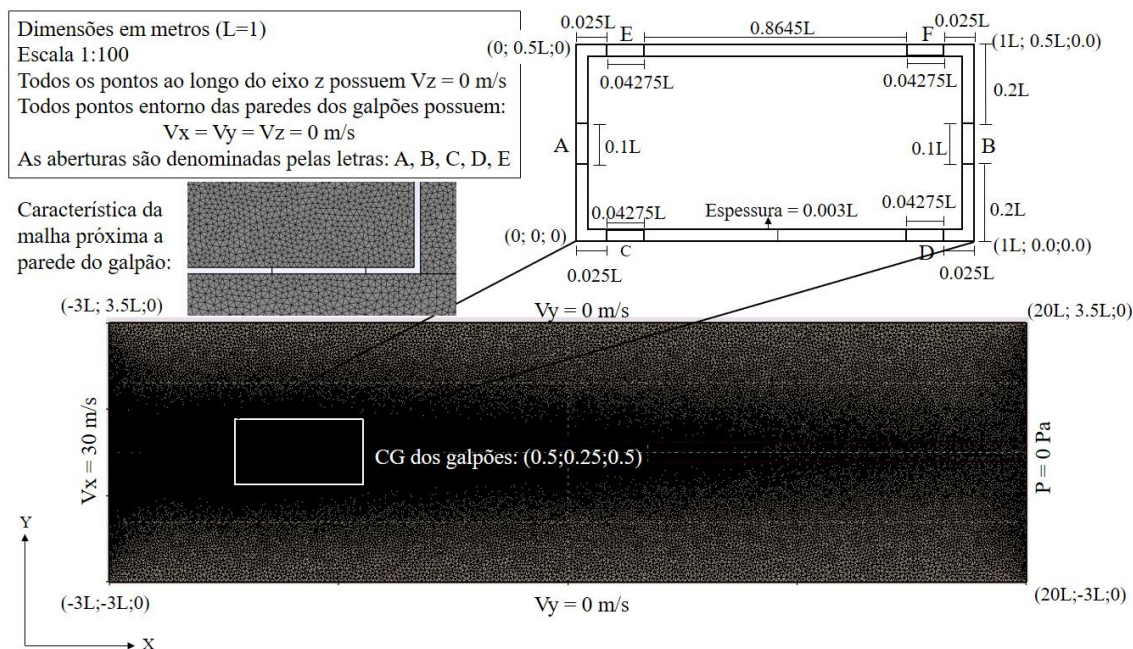 Dimensões em metros (L=1)
Escala 1:100
Todos os pontos ao longo do eixo z possuem Vz = 0 m/s
Todos pontos entorno das paredes dos galpões possuem:
Vx = Vy = Vz = 0 m/s
As aberturas são denominadas pelas letras: A, B, C, D, E
0.025L
E
0.8645L
F
0.025L
(0; 0.5L;0)
(1L; 0.5L;0.0)
0.04275L
0.04275L
0.2L
A
0.1L
0.1L
B
0.04275L
Espessura = 0.003L
0.04275L
0.2L
(0; 0; 0)
C
D
(1L; 0.0;0.0)
0.025L
0.025L
Característica da
malha próxima a
parede do galpão:
(-3L; 3.5L;0)
Vy = 0 m/s
(20L; 3.5L;0)
Vx = 30 m/s
CG dos galpões: (0.5;0.25;0.5)
P = 0 Pa
Y
X
(-3L;-3L;0)
Vy = 0 m/s
(20L;-3L;0)